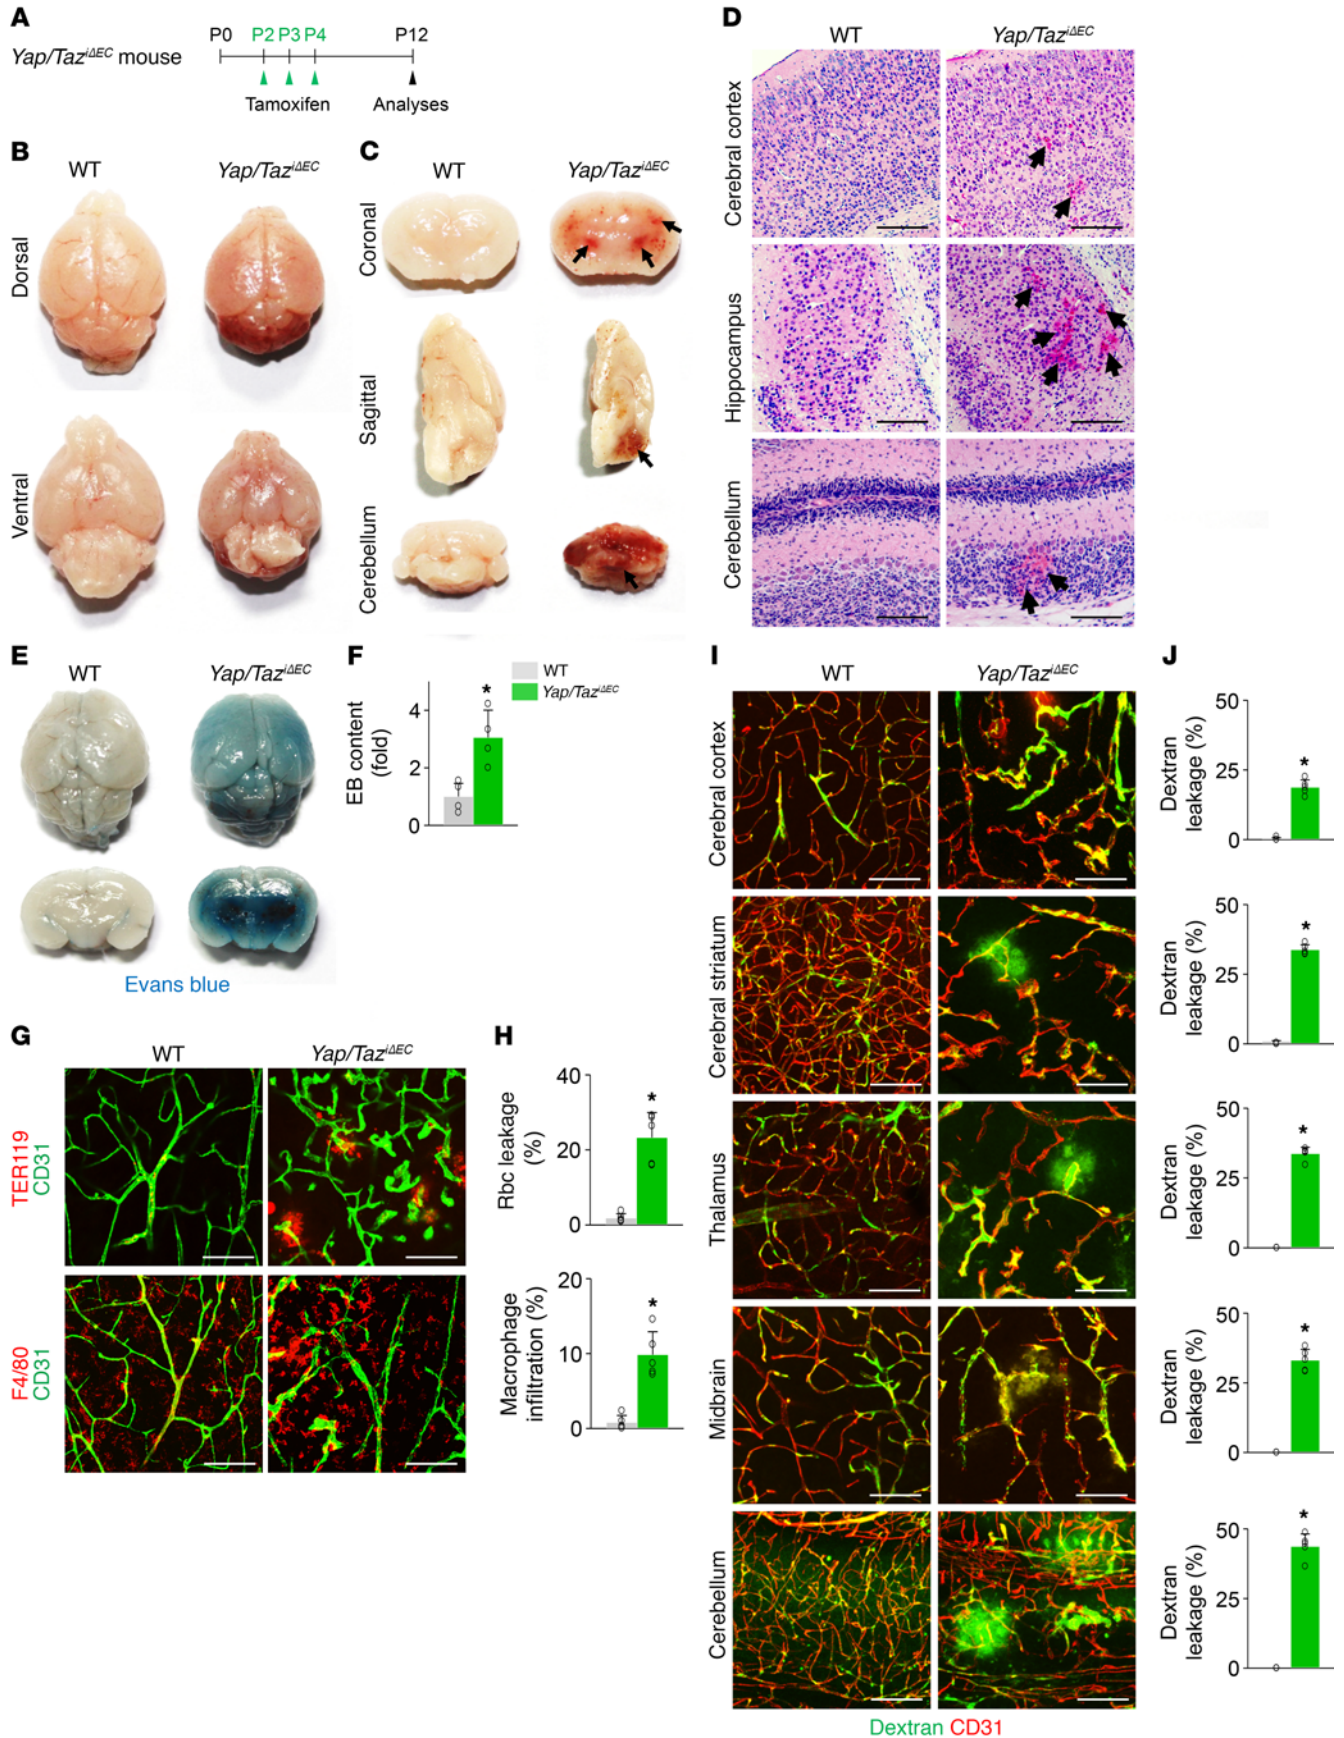 A
P0 P2 P3 P4 P12
Yap/Taz iΔEC mouse
Tamoxifen Analyses
B
WT Yap/Taz iΔEC
Dorsal
Ventral
C
WT Yap/Taz iΔEC
Coronal
Sagittal
Cerebellum
D
WT Yap/Taz iΔEC
Cerebral cortex
Hippocampus
Cerebellum
E
WT Yap/Taz iΔEC
Evans blue
F
WT
Yap/Taz iΔEC
EB content
(fold)
4
2
0
*
G
WT Yap/Taz iΔEC
TER119
CD31
F4/80
CD31
H
Rbc leakage
(%)
40
20
0
*
Macrophage
infiltration (%)
20
10
0
*
I
WT Yap/Taz iΔEC
Cerebral cortex
Cerebral striatum
Thalamus
Midbrain
Cerebellum
Dextran CD31
J
Dextran
leakage (%)
50
25
0
*
Dextran
leakage (%)
50
25
0
*
Dextran
leakage (%)
50
25
0
*
Dextran
leakage (%)
50
25
0
*
Dextran
leakage (%)
50
25
0
*